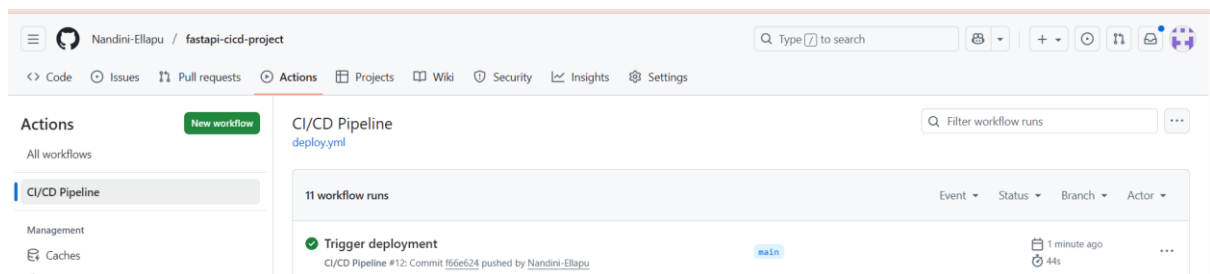 Nandini-Ellapu / fastapi-cicd-project
Type / to search
Code Issues Pull requests Actions Projects Wiki Security Insights Settings
Actions
New workflow
All workflows
CI/CD Pipeline
Management
Caches
CI/CD Pipeline
deploy.yml
Filter workflow runs
11 workflow runs
Event Status Branch Actor
Trigger deployment
main
1 minute ago
CI/CD Pipeline #12: Commit f66e624 pushed by Nandini-Ellapu
44s